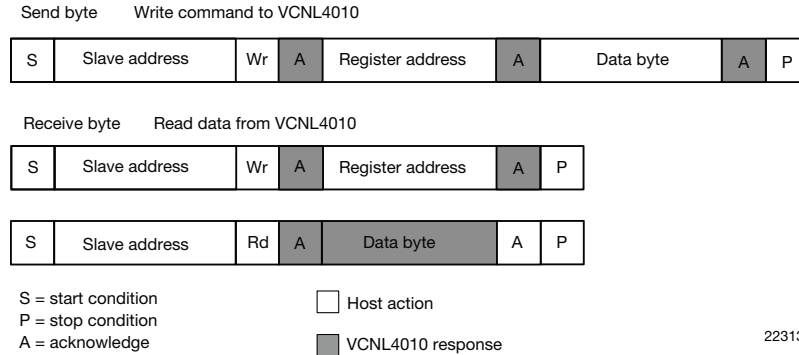 Send byte Write command to VCNL4010
S Slave address Wr A Register address A Data byte A P
Receive byte Read data from VCNL4010
S Slave address Wr A Register address A P
S Slave address Rd A Data byte A P
S = start condition
P = stop condition
A = acknowledge
Host action
VCNL4010 response
22313